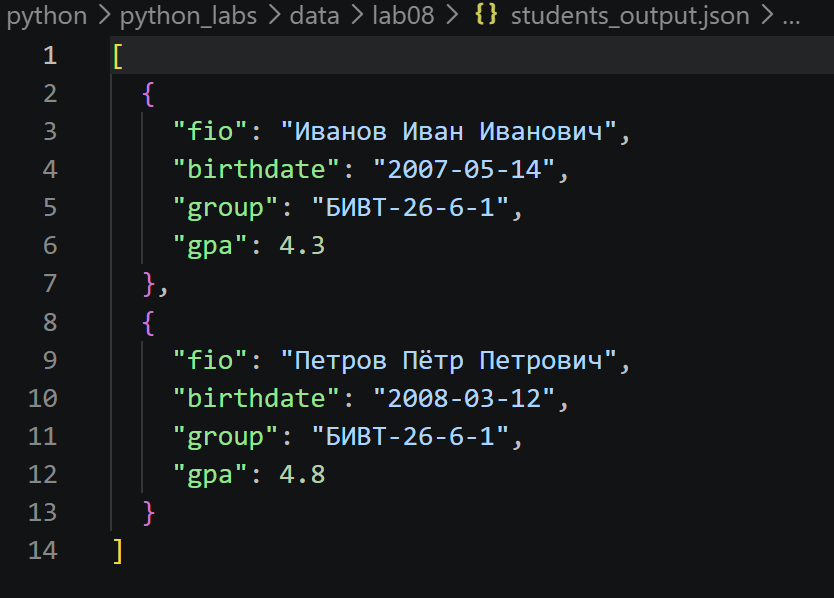 python > python_labs > data > lab08 > {} students_output.json > ...
1 [
2 {
3 "fio": "Иванов Иван Иванович",
4 "birthdate": "2007-05-14",
5 "group": "БИВТ-26-6-1",
6 "gpa": 4.3
7 },
8 {
9 "fio": "Петров Пётр Петрович",
10 "birthdate": "2008-03-12",
11 "group": "БИВТ-26-6-1",
12 "gpa": 4.8
13 }
14 ]